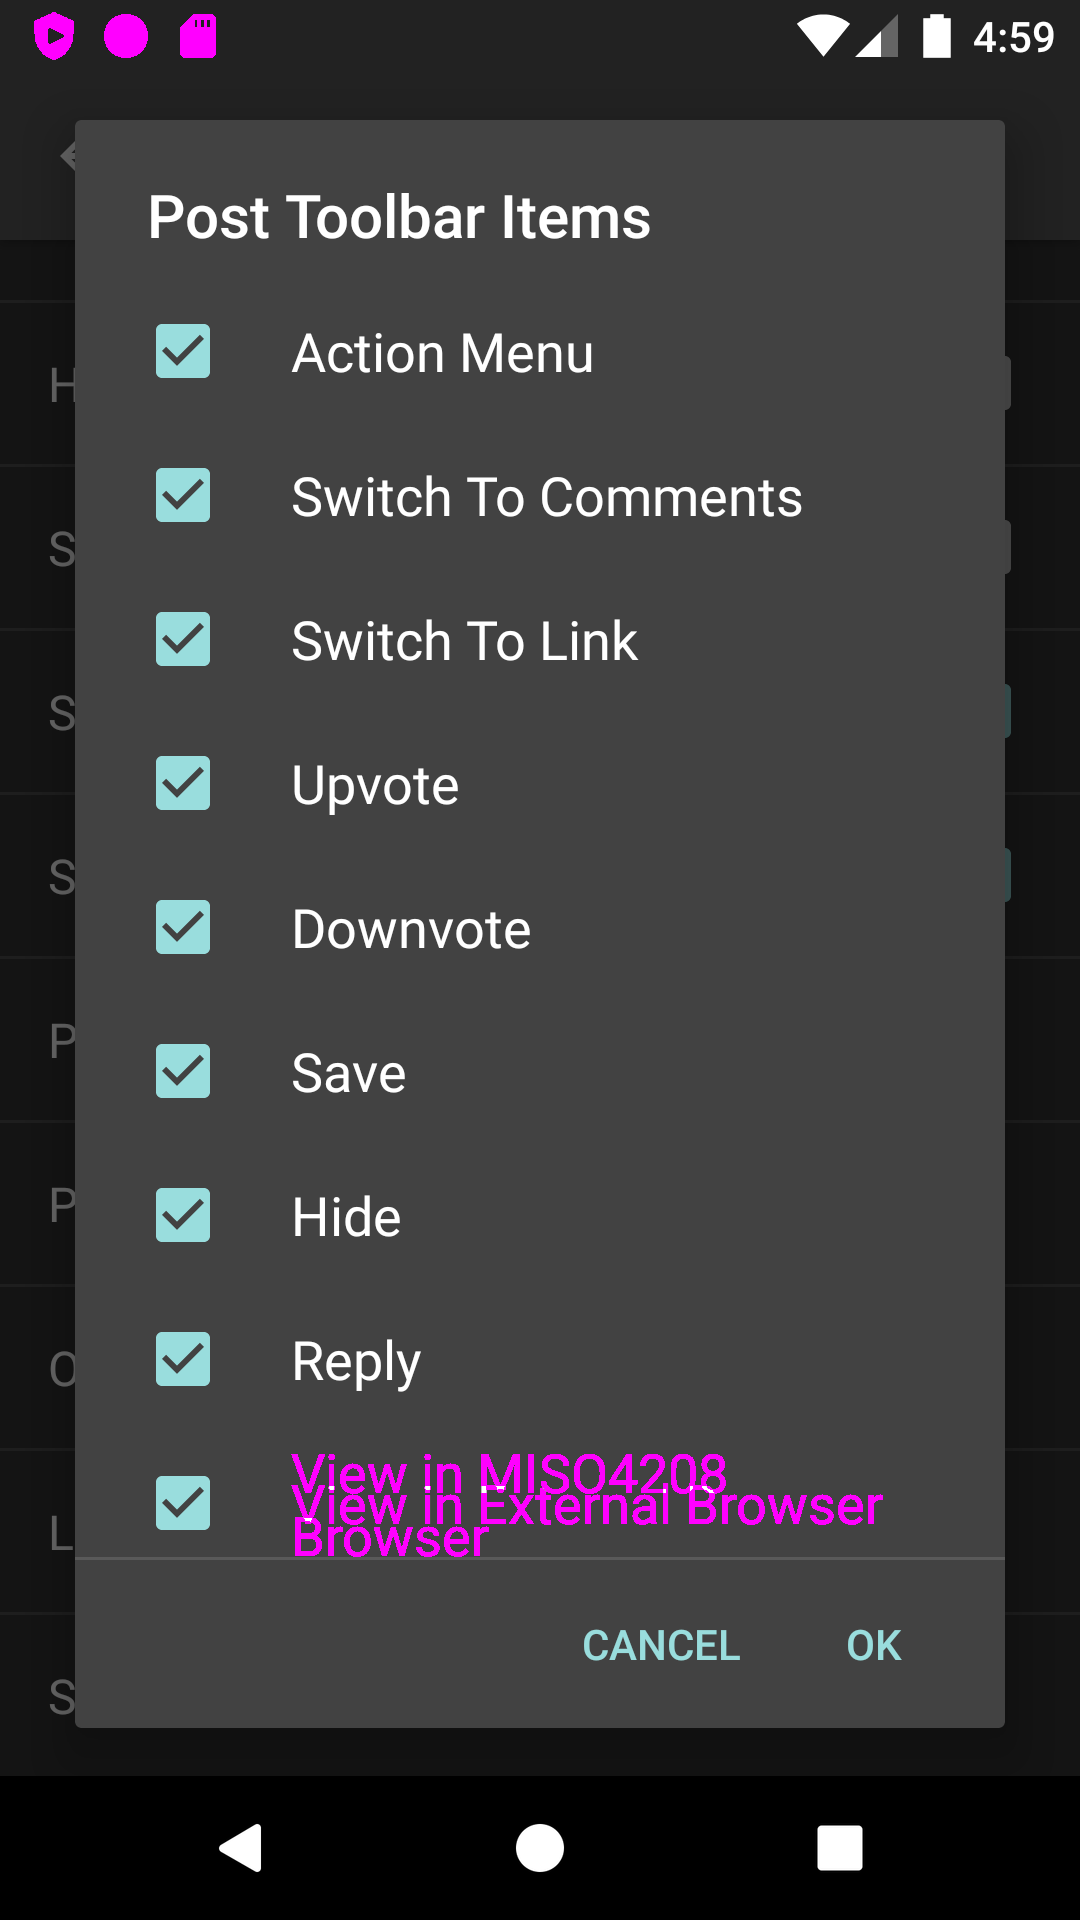 4:59
Post Toolbar Items
Action Menu
H
Switch To Comments
S
Switch To Link
S
Upvote
S
Downvote
P
Save
P
Hide
O
Reply
View in MISO4208
View in External Browser
Browser
L
CANCEL OK
S